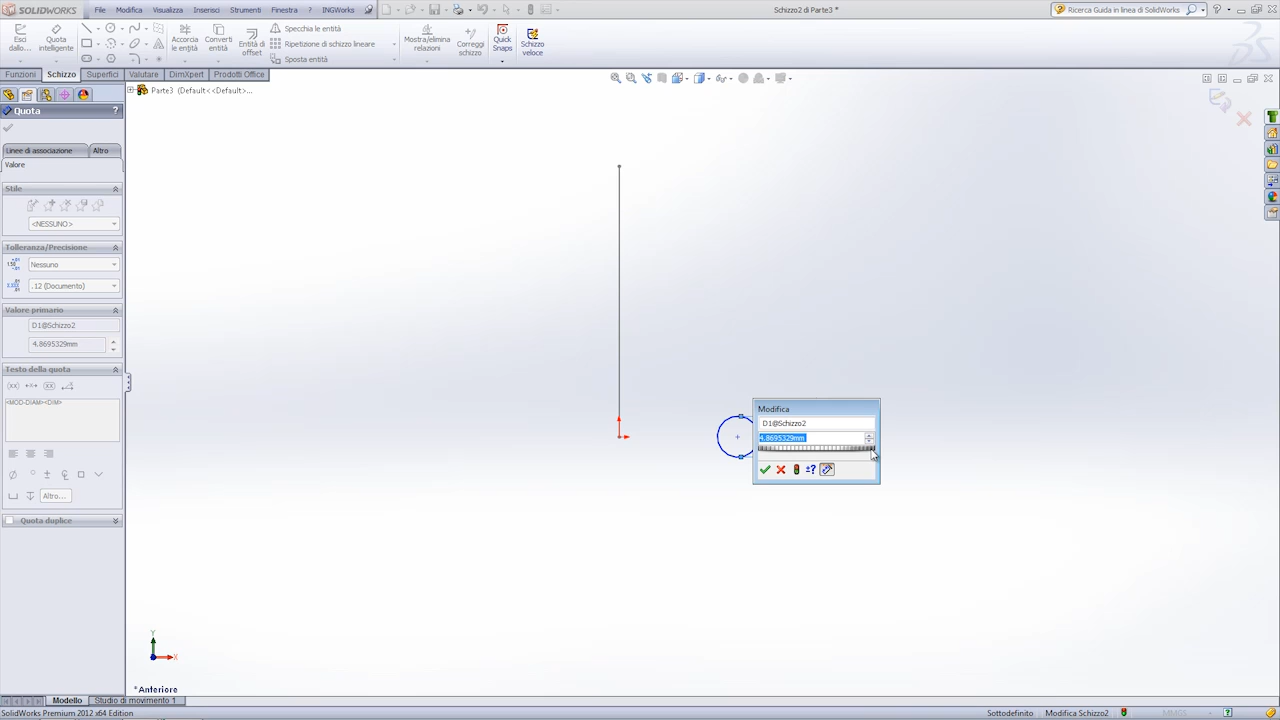 SOLIDWORKS File Modifica Visualizza Inserisci Strumenti Finestra ? INGWorks Schizzo2 di Parte3 * Ricerca Guida in linea di SolidWorks
Esci dallo...
Quota intelligente
Accorcia le entità
Converti entità
Entità di offset
Specchia le entità
Ripetizione di schizzo lineare
Sposta entità
Mostra/elimina relazioni
Correggi schizzo
Quick Snaps
Schizzo veloce
Funzioni Schizzo Superfici Valutare DimXpert Prodotti Office
Parte3 (Default<<Default>...
Quota ?
Linee di associazione Altro
Valore
Stile
<NESSUNO>
Tolleranza/Precisione
Nessuno
.12 (Documento)
Valore primario
D1@Schizzo2
4.8695329mm
Testo della quota
<MOD-DIAM><DIM>
Altro...
Quota duplice
Modifica
D1@Schizzo2
4.8695329mm
Y
X
*Anteriore
Modello Studio di movimento 1
SolidWorks Premium 2012 x64 Edition Sottodefinito Modifica Schizzo2 MMGS